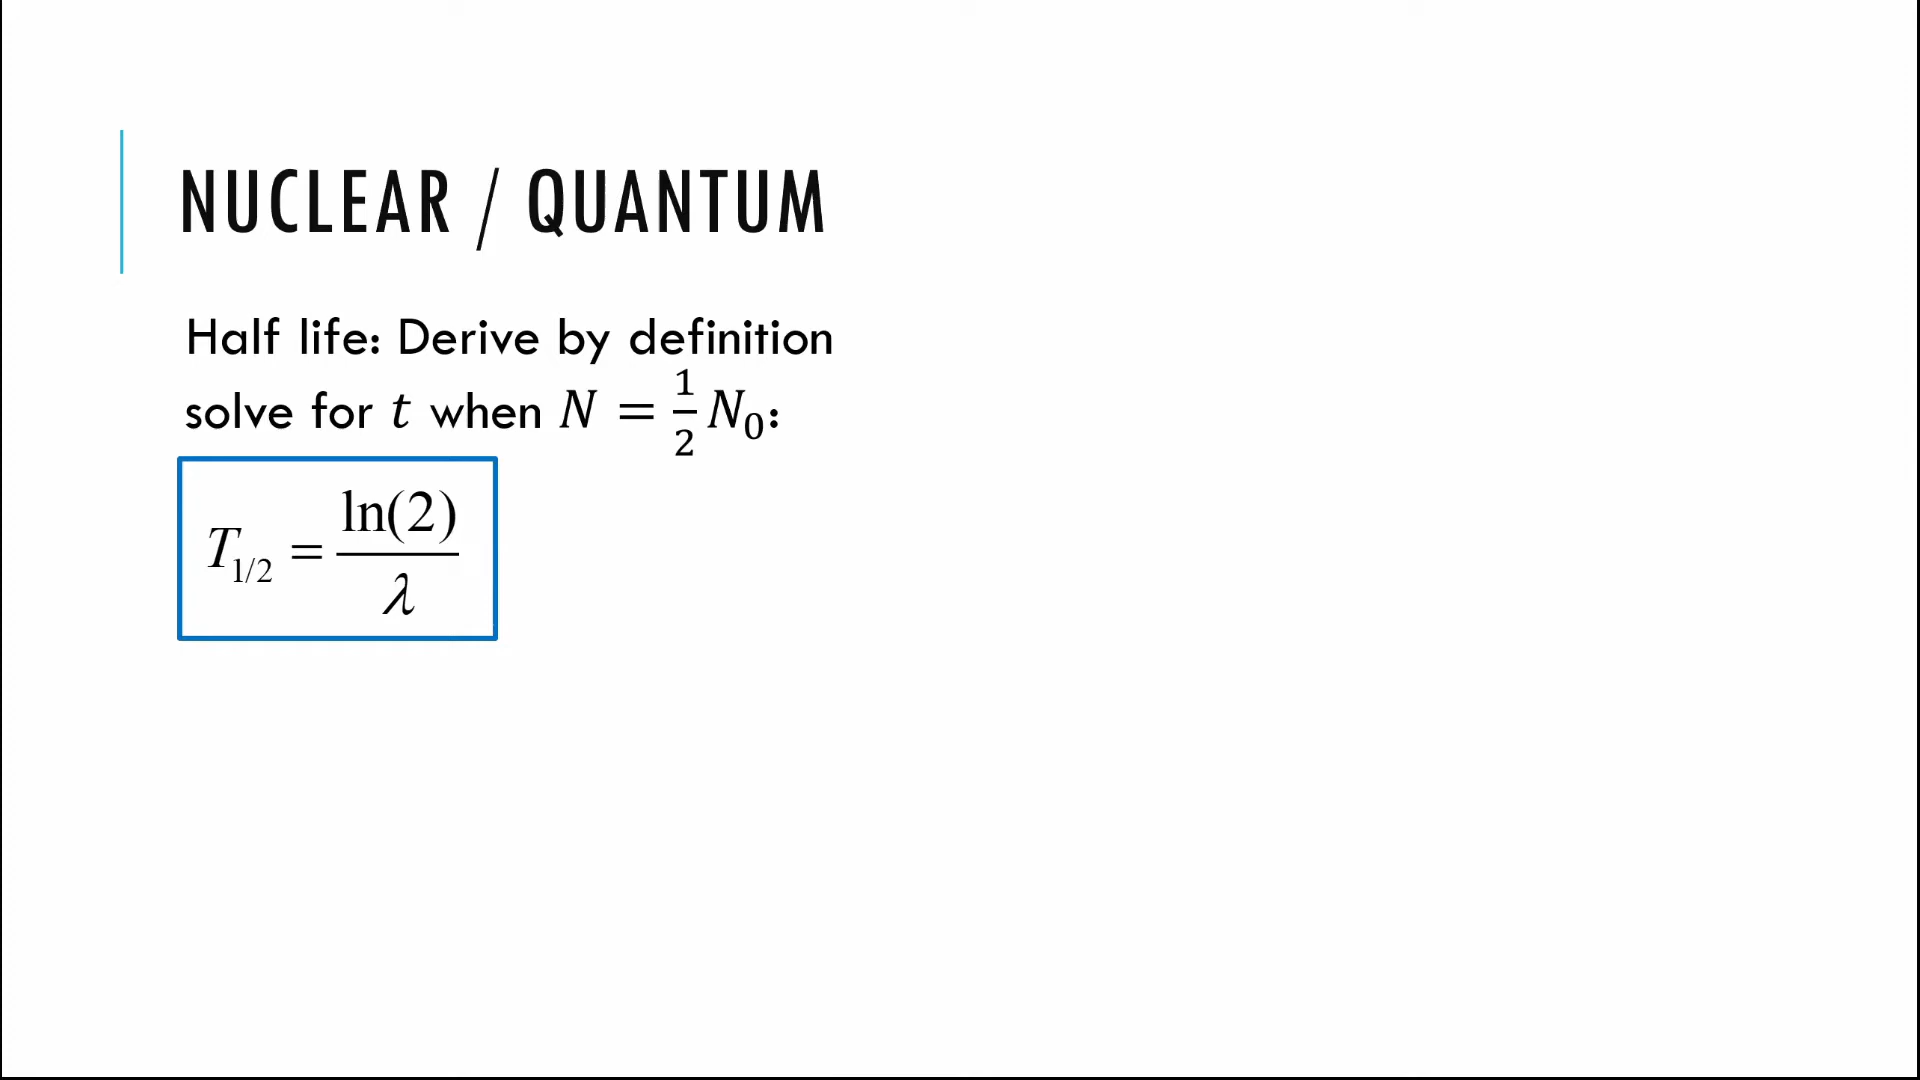 NUCLEAR / QUANTUM
Half life: Derive by definition
solve for t when N = 1/2 N₀:
T₁/₂ = ln(2) / λ